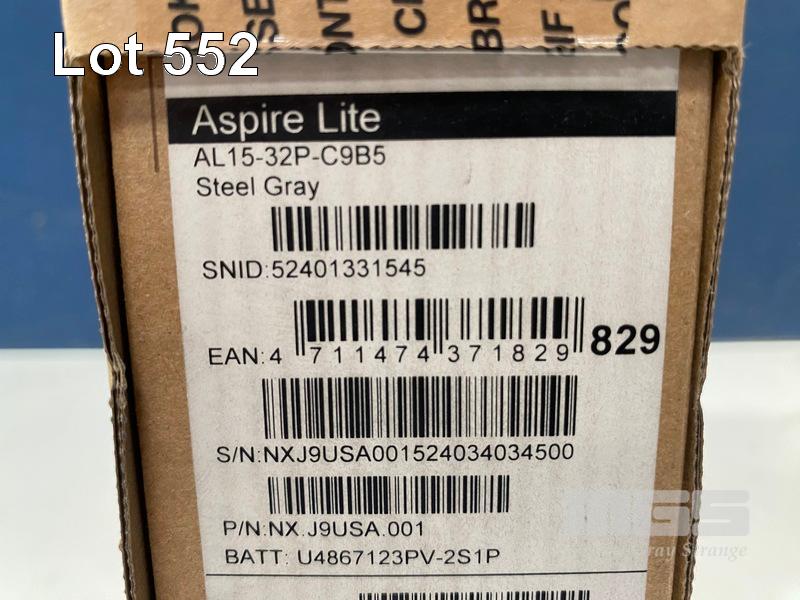 Lot 552
Aspire Lite
AL15-32P-C9B5
Steel Gray
SNID:52401331545
EAN:4 711474 371829 829
S/N:NXJ9USA001524034034500
P/N:NX.J9USA.001
BATT: U4867123PV-2S1P
MGS